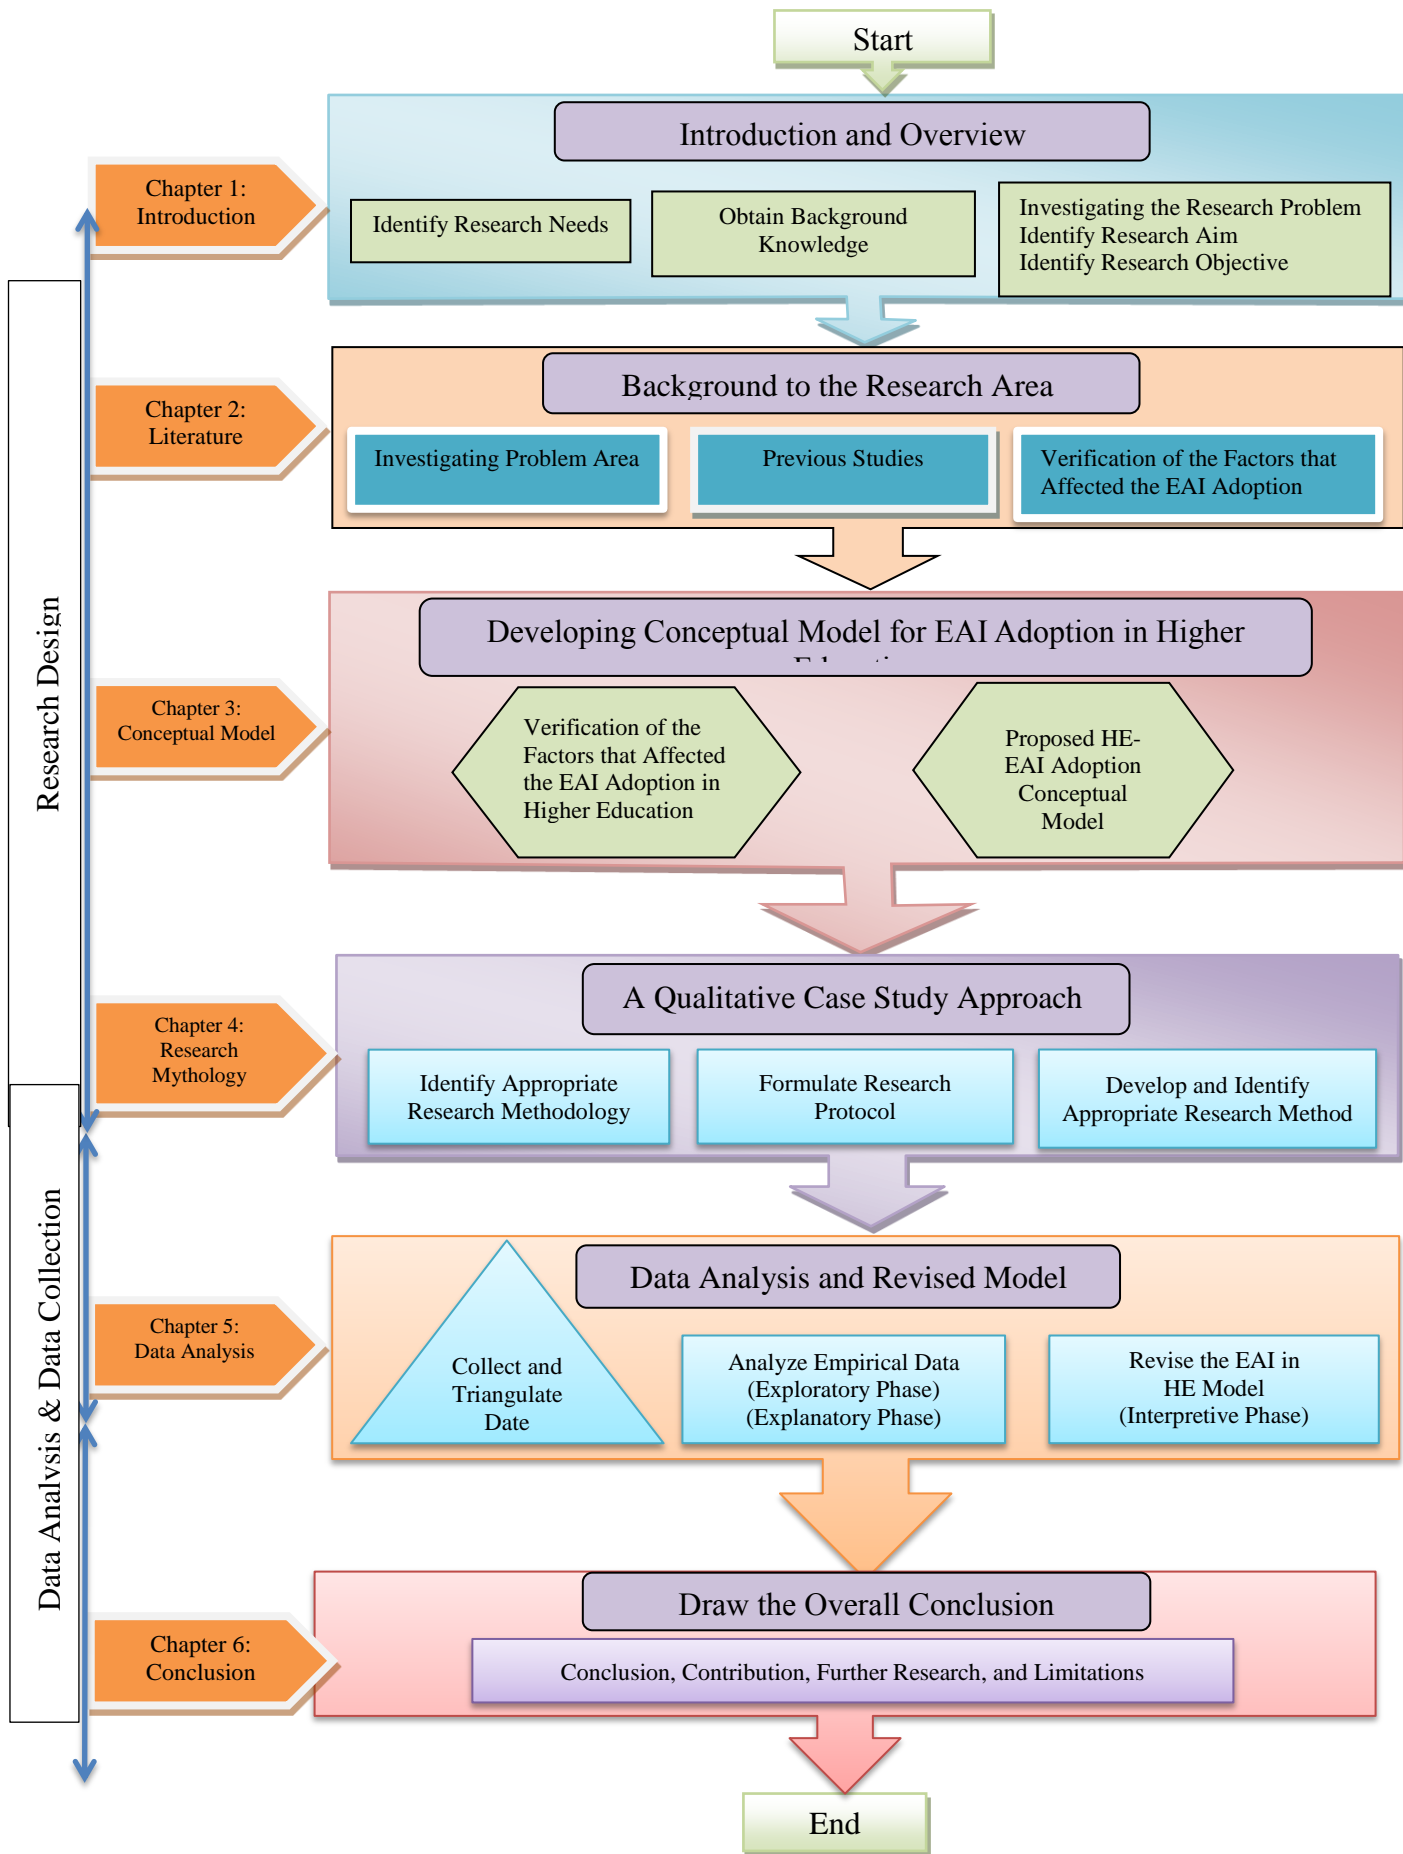 Start
Introduction and Overview
Chapter 1:
Introduction
Identify Research Needs
Obtain Background
Knowledge
Investigating the Research Problem
Identify Research Aim
Identify Research Objective
Background to the Research Area
Chapter 2:
Literature
Investigating Problem Area
Previous Studies
Verification of the Factors that
Affected the EAI Adoption
Research Design
Developing Conceptual Model for EAI Adoption in Higher
Chapter 3:
Conceptual Model
Verification of the
Factors that Affected
the EAI Adoption in
Higher Education
Proposed HE-
EAI Adoption
Conceptual
Model
A Qualitative Case Study Approach
Chapter 4:
Research
Mythology
Identify Appropriate
Research Methodology
Formulate Research
Protocol
Develop and Identify
Appropriate Research Method
Data Analysis & Data Collection
Data Analysis and Revised Model
Chapter 5:
Data Analysis
Collect and
Triangulate
Date
Analyze Empirical Data
(Exploratory Phase)
(Explanatory Phase)
Revise the EAI in
HE Model
(Interpretive Phase)
Draw the Overall Conclusion
Chapter 6:
Conclusion
Conclusion, Contribution, Further Research, and Limitations
End